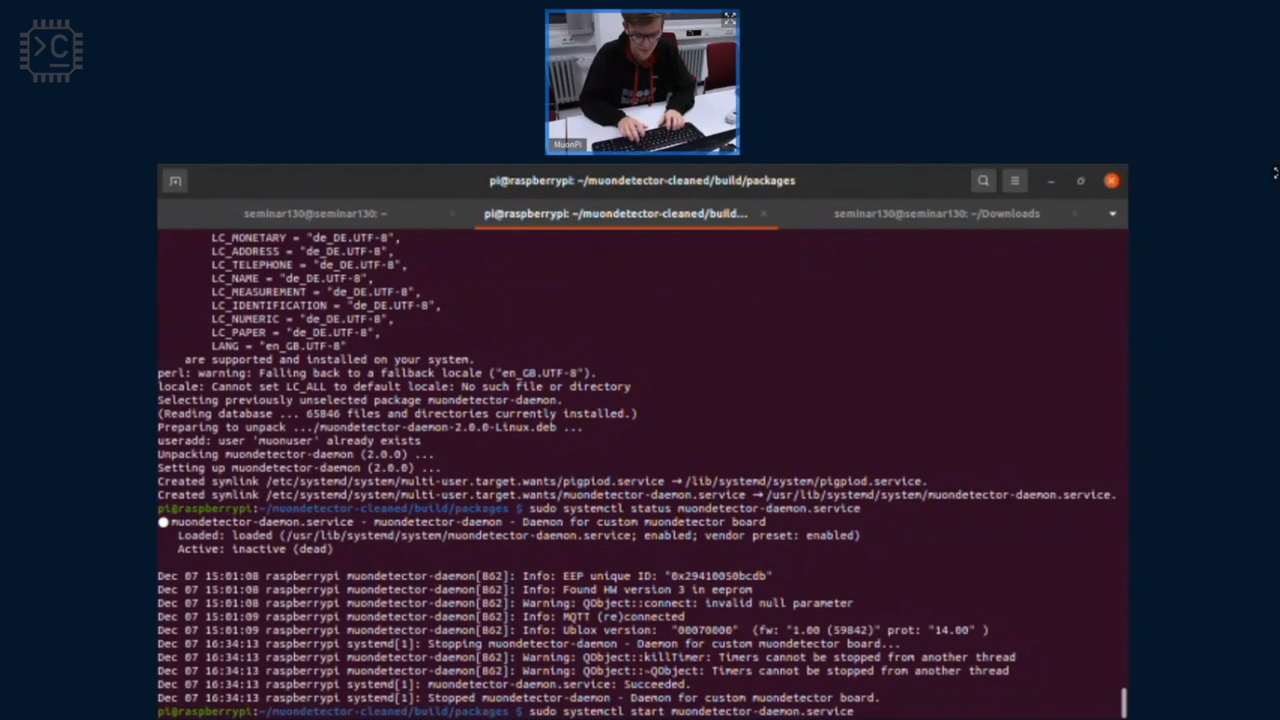 >C_
MuonPi
pi@raspberrypi: ~/muondetector-cleaned/build/packages
seminar130@seminar130: ~
pi@raspberrypi: ~/muondetector-cleaned/build...
seminar130@seminar130: ~/Downloads
LC_MONETARY = "de_DE.UTF-8",
LC_ADDRESS = "de_DE.UTF-8",
LC_TELEPHONE = "de_DE.UTF-8",
LC_NAME = "de_DE.UTF-8",
LC_MEASUREMENT = "de_DE.UTF-8",
LC_IDENTIFICATION = "de_DE.UTF-8",
LC_NUMERIC = "de_DE.UTF-8",
LC_PAPER = "de_DE.UTF-8",
LANG = "en_GB.UTF-8"
are supported and installed on your system.
perl: warning: Falling back to a fallback locale ("en_GB.UTF-8").
locale: Cannot set LC_ALL to default locale: No such file or directory
Selecting previously unselected package muondetector-daemon.
(Reading database ... 65846 files and directories currently installed.)
Preparing to unpack .../muondetector-daemon-2.0.0-Linux.deb ...
useradd: user 'muonuser' already exists
Unpacking muondetector-daemon (2.0.0) ...
Setting up muondetector-daemon (2.0.0) ...
Created symlink /etc/systemd/system/multi-user.target.wants/pigpiod.service → /lib/systemd/system/pigpiod.service.
Created symlink /etc/systemd/system/multi-user.target.wants/muondetector-daemon.service → /usr/lib/systemd/system/muondetector-daemon.service.
pi@raspberrypi:~/muondetector-cleaned/build/packages $ sudo systemctl status muondetector-daemon.service
● muondetector-daemon.service - muondetector-daemon - Daemon for custom muondetector board
Loaded: loaded (/usr/lib/systemd/system/muondetector-daemon.service; enabled; vendor preset: enabled)
Active: inactive (dead)
Dec 07 15:01:08 raspberrypi muondetector-daemon[862]: Info: EEP unique ID: "0x29410050bcdb"
Dec 07 15:01:08 raspberrypi muondetector-daemon[862]: Info: Found HW version 3 in eeprom
Dec 07 15:01:08 raspberrypi muondetector-daemon[862]: Warning: QObject::connect: invalid null parameter
Dec 07 15:01:09 raspberrypi muondetector-daemon[862]: Info: MQTT (re)connected
Dec 07 15:01:09 raspberrypi muondetector-daemon[862]: Info: Ublox version: "00070000" (fw: "1.00 (59842)" prot: "14.00" )
Dec 07 16:34:13 raspberrypi systemd[1]: Stopping muondetector-daemon - Daemon for custom muondetector board...
Dec 07 16:34:13 raspberrypi muondetector-daemon[862]: Warning: QObject::killTimer: Timers cannot be stopped from another thread
Dec 07 16:34:13 raspberrypi muondetector-daemon[862]: Warning: QObject::~QObject: Timers cannot be stopped from another thread
Dec 07 16:34:13 raspberrypi systemd[1]: muondetector-daemon.service: Succeeded.
Dec 07 16:34:13 raspberrypi systemd[1]: Stopped muondetector-daemon - Daemon for custom muondetector board.
pi@raspberrypi:~/muondetector-cleaned/build/packages $ sudo systemctl start muondetector-daemon.service